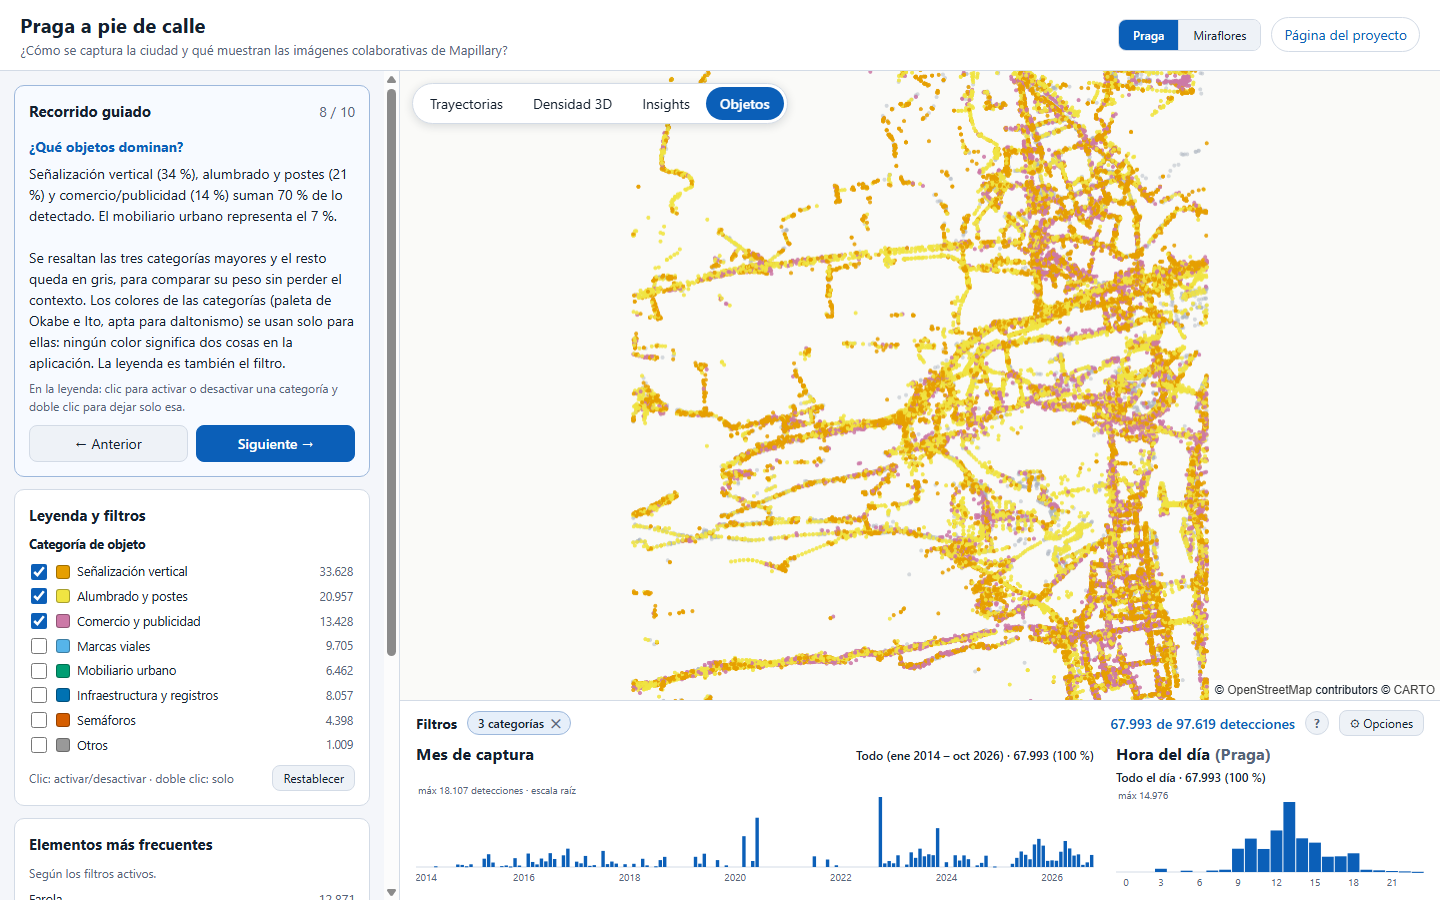 Praga a pie de calle
¿Cómo se captura la ciudad y qué muestran las imágenes colaborativas de Mapillary?
Praga
Miraflores
Página del proyecto
Recorrido guiado
8 / 10
¿Qué objetos dominan?
Señalización vertical (34 %), alumbrado y postes (21
%) y comercio/publicidad (14 %) suman 70 % de lo
detectado. El mobiliario urbano representa el 7 %.
Se resaltan las tres categorías mayores y el resto
queda en gris, para comparar su peso sin perder el
contexto. Los colores de las categorías (paleta de
Okabe e Ito, apta para daltonismo) se usan solo para
ellas: ningún color significa dos cosas en la
aplicación. La leyenda es también el filtro.
En la leyenda: clic para activar o desactivar una categoría y
doble clic para dejar solo esa.
← Anterior
Siguiente →
Leyenda y filtros
Categoría de objeto
Señalización vertical 33.628
Alumbrado y postes 20.957
Comercio y publicidad 13.428
Marcas viales 9.705
Mobiliario urbano 6.462
Infraestructura y registros 8.057
Semáforos 4.398
Otros 1.009
Clic: activar/desactivar · doble clic: solo
Restablecer
Elementos más frecuentes
Según los filtros activos.
Farola 12.871
Trayectorias
Densidad 3D
Insights
Objetos
© OpenStreetMap contributors © CARTO
Filtros
3 categorías ✕
67.993 de 97.619 detecciones
?
⚙ Opciones
Mes de captura
Todo (ene 2014 – oct 2026) · 67.993 (100 %)
máx 18.107 detecciones · escala raíz
2014 2016 2018 2020 2022 2024 2026
Hora del día (Praga)
Todo el día · 67.993 (100 %)
máx 14.976
0 3 6 9 12 15 18 21